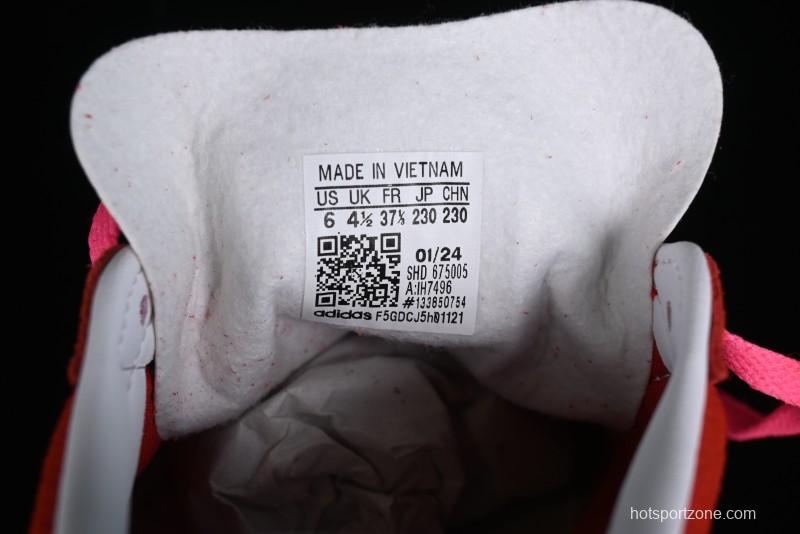 MADE IN VIETNAM
US UK FR JP CHN
6 4½ 37⅓ 230 230
01/24
SHD 675005
A:IH7496
#133850754
adidas F5GDCJ5h01121
hotsportzone.com